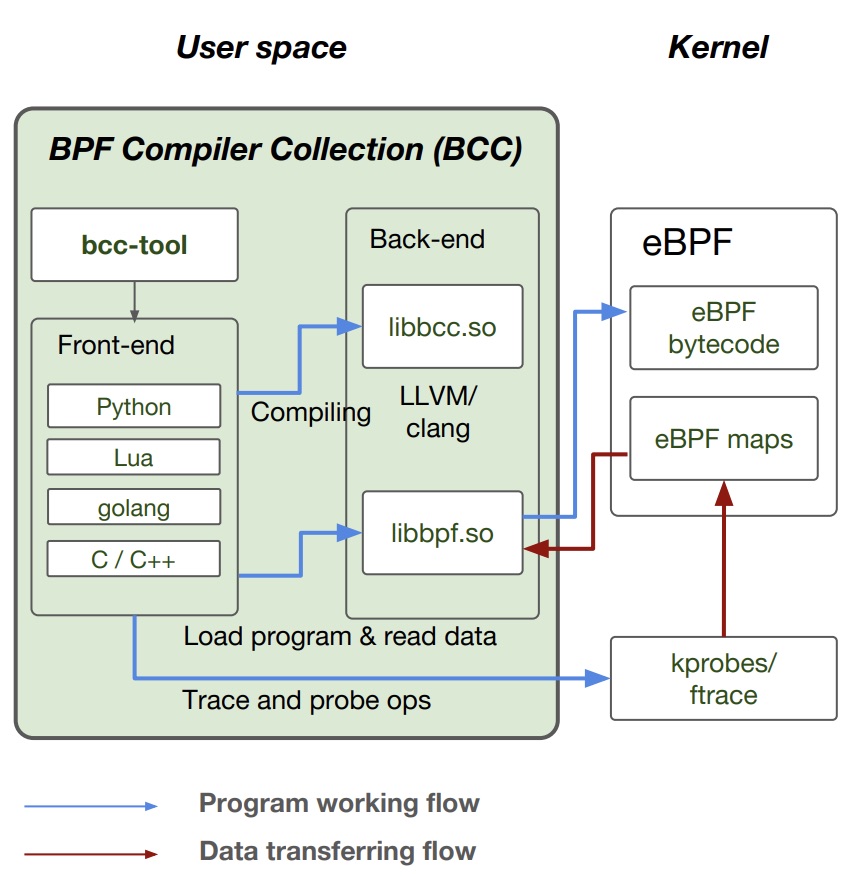 User space
Kernel
BPF Compiler Collection (BCC)
bcc-tool
Front-end
Python
Lua
golang
C / C++
Compiling
Back-end
libbcc.so
LLVM/
clang
libbpf.so
Load program & read data
Trace and probe ops
eBPF
eBPF
bytecode
eBPF maps
kprobes/
ftrace
Program working flow
Data transferring flow